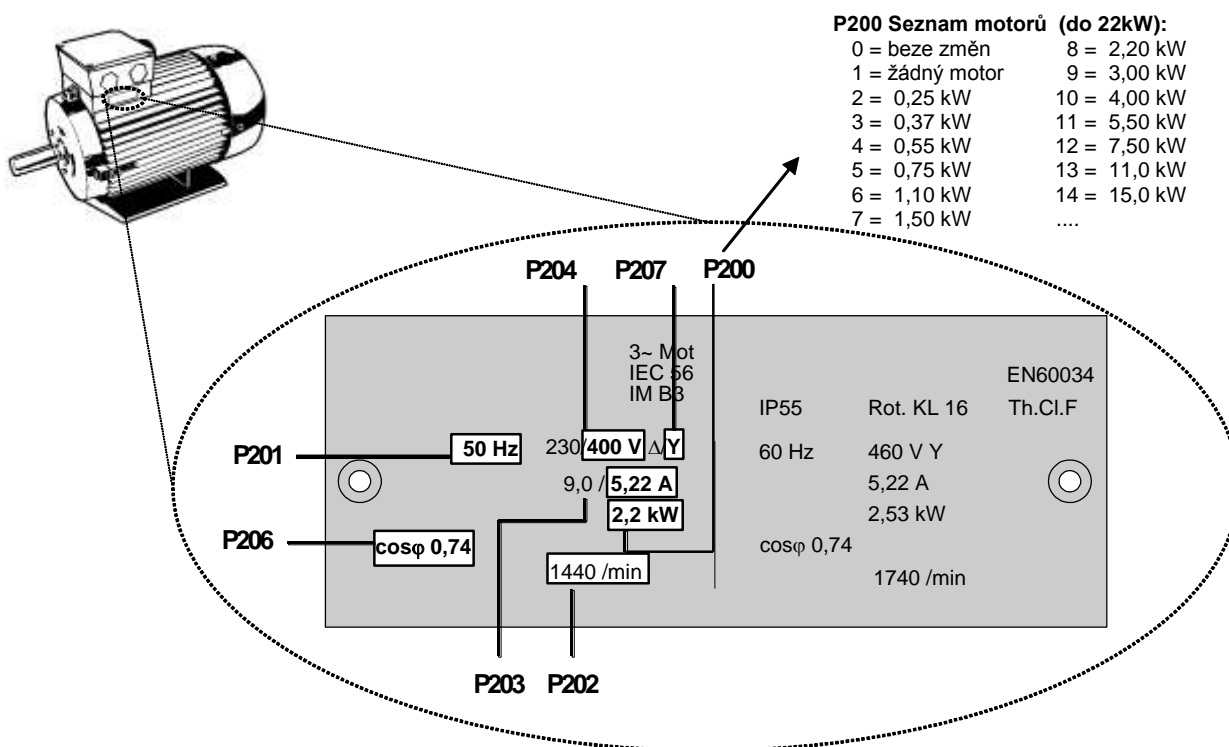 P200 Seznam motorů (do 22kW):
0 = beze změn 8 = 2,20 kW
1 = žádný motor 9 = 3,00 kW
2 = 0,25 kW 10 = 4,00 kW
3 = 0,37 kW 11 = 5,50 kW
4 = 0,55 kW 12 = 7,50 kW
5 = 0,75 kW 13 = 11,0 kW
6 = 1,10 kW 14 = 15,0 kW
7 = 1,50 kW ....
P204 P207 P200
3~ Mot
IEC 56
IM B3
EN60034
IP55 Rot. KL 16 Th.Cl.F
P201 50 Hz 230/400 V Δ/Y 60 Hz 460 V Y
9,0 / 5,22 A 5,22 A
2,2 kW 2,53 kW
P206 cosφ 0,74 cosφ 0,74
1440 /min 1740 /min
P203 P202